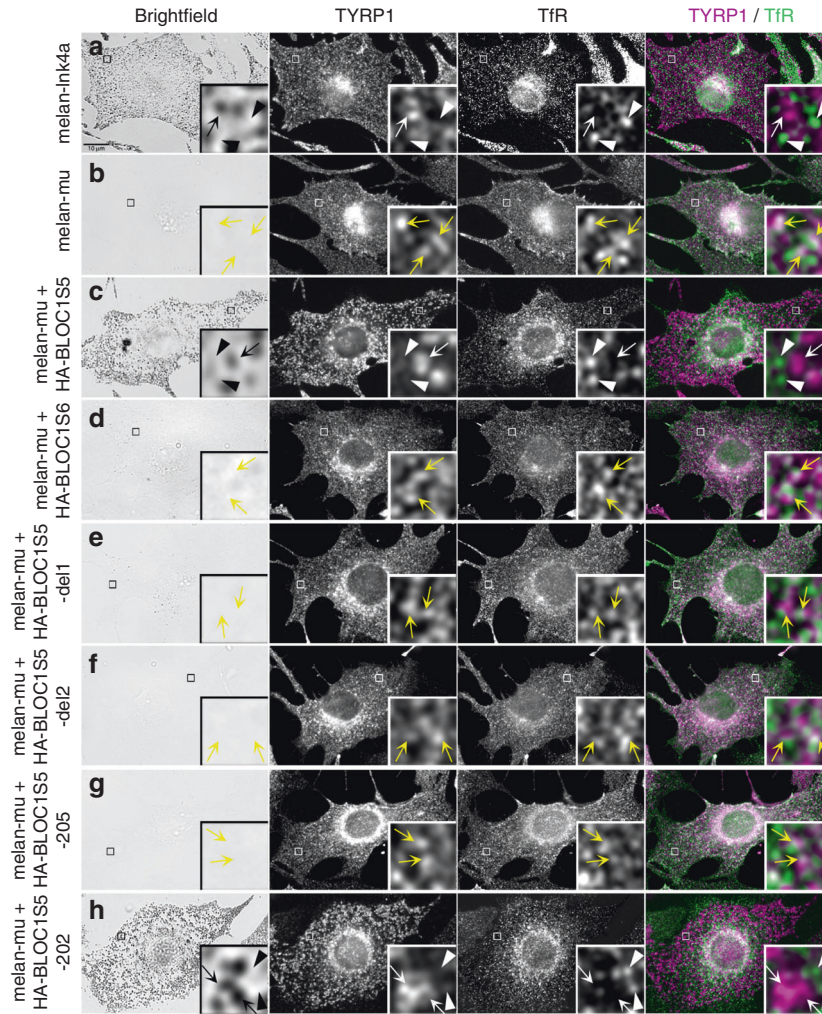 Brightfield
TYRP1
TfR
TYRP1 / TfR
a
melan-Ink4a
10 µm
b
melan-mu
c
melan-mu +
HA-BLOC1S5
d
melan-mu +
HA-BLOC1S6
e
melan-mu +
HA-BLOC1S5
-del1
f
melan-mu +
HA-BLOC1S5
-del2
g
melan-mu +
HA-BLOC1S5
-205
h
melan-mu +
HA-BLOC1S5
-202